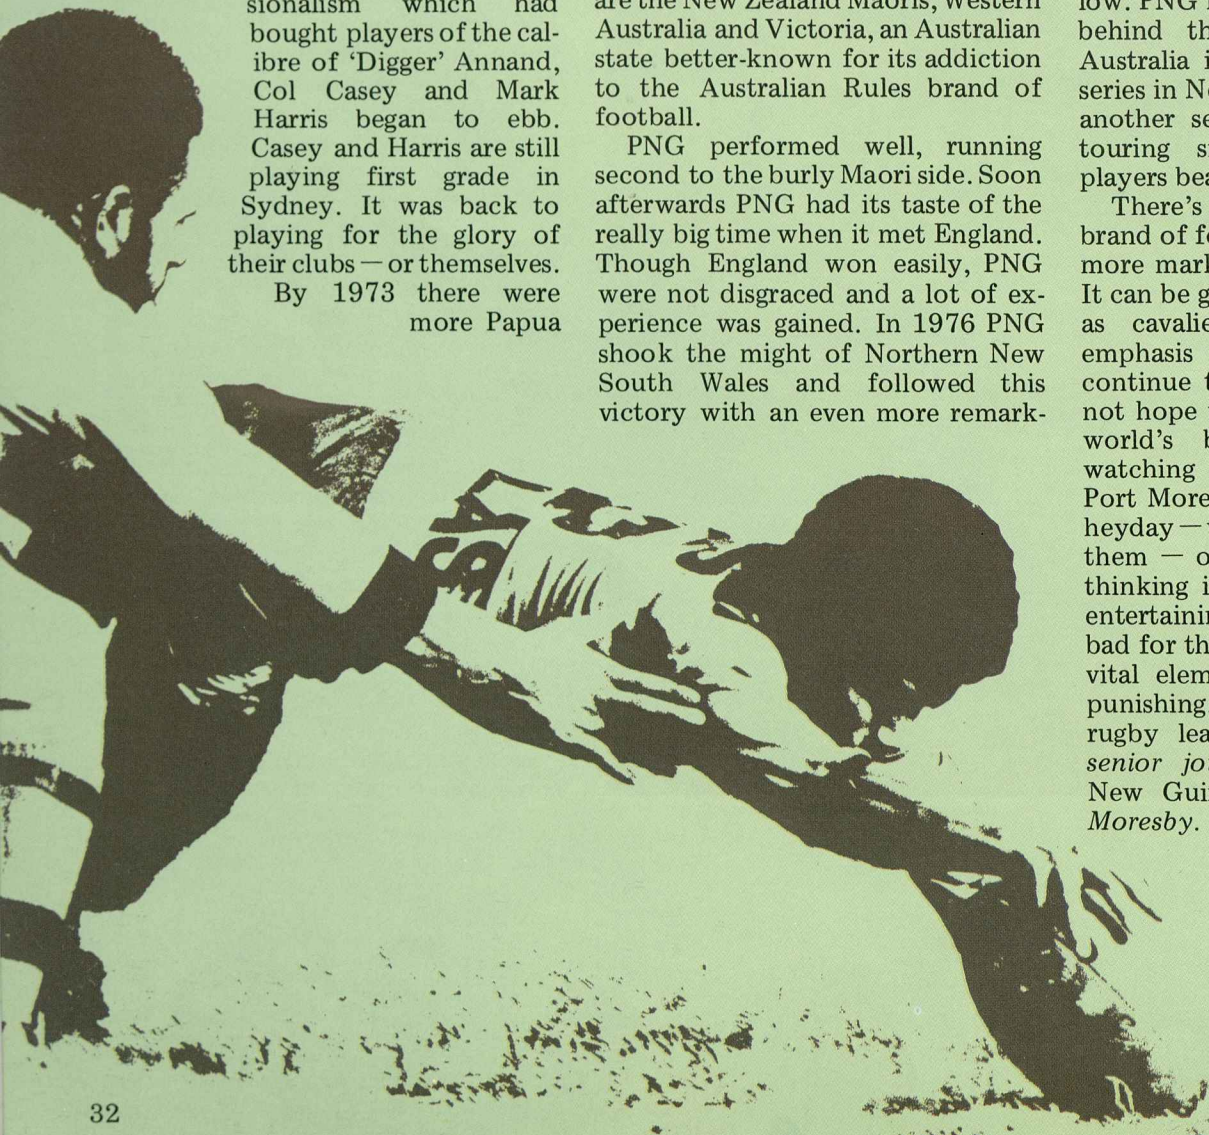 sionalism which had
bought players of the cal-
ibre of ‘Digger’ Annand,
Col Casey and Mark
Harris began to ebb.
Casey and Harris are still
playing first grade in
Sydney. It was back to
playing for the glory of
their clubs — or themselves.
By 1973 there were
more Papua
are the New Zealand Maoris, Western
Australia and Victoria, an Australian
state better-known for its addiction
to the Australian Rules brand of
football.
PNG performed well, running
second to the burly Maori side. Soon
afterwards PNG had its taste of the
really big time when it met England.
Though England won easily, PNG
were not disgraced and a lot of ex-
perience was gained. In 1976 PNG
shook the might of Northern New
South Wales and followed this
victory with an even more remark-
low. PNG
behind
Australia
series in
another
touring
players
There's
brand of
more
It can be
as
emphasis
continue
not hope
world's
watching
Port
heyday —
them —
thinking
entertaining
bad for
vital
punishing
rugby
senior
New
Moresby.
32